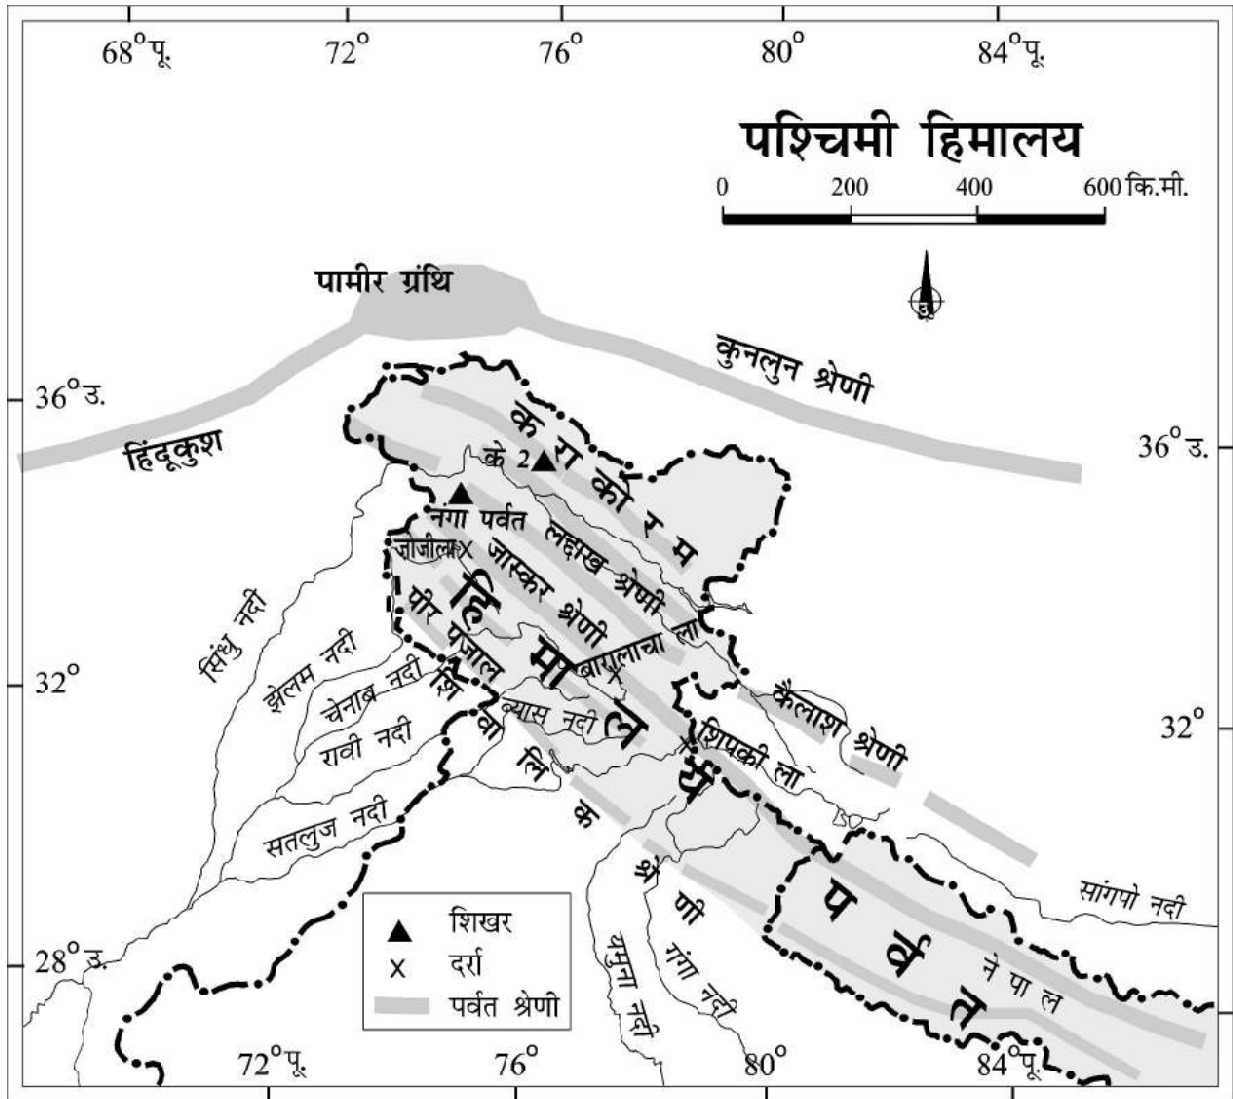 68°पू. 72° 76° 80° 84°पू.
पश्चिमी हिमालय
0 200 400 600 कि.मी.
पामीर ग्रंथि
कुनलुन श्रेणी
36°उ.
हिंदूकुश
36°उ.
काराकोरम
के 2
नंगा पर्वत
लद्दाख श्रेणी
जोजीला
जास्कर श्रेणी
हिमालय पर्वत
पीर पंजाल
बारालाचा ला
सिंधु नदी
झेलम नदी
चेनाब नदी
रावी नदी
व्यास नदी
सतलुज नदी
32°
32°
शिवालिक श्रेणी
शिपकी ला
कैलाश श्रेणी
सांगपो नदी
नेपाल
यमुना नदी
गंगा नदी
28°उ.
शिखर
x दर्रा
पर्वत श्रेणी
72°पू. 76° 80° 84°पू.